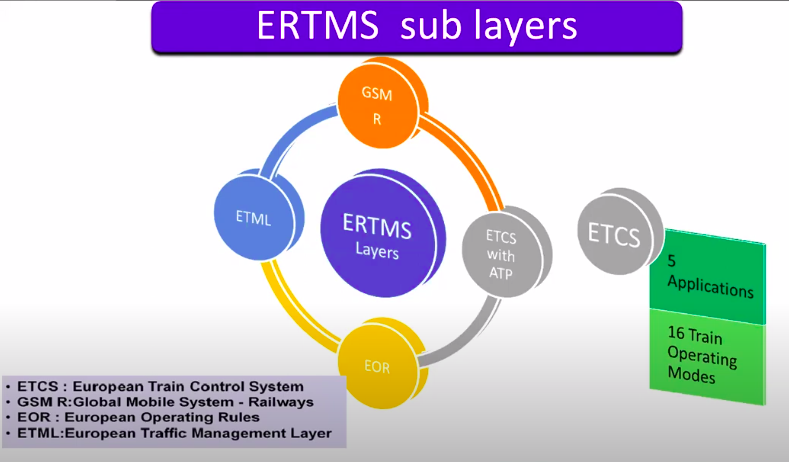 ERTMS sub layers
GSM
R
ETML
ERTMS
Layers
ETCS
with
ATP
EOR
ETCS
5
Applications
16 Train
Operating
Modes
• ETCS : European Train Control System
• GSM R:Global Mobile System - Railways
• EOR : European Operating Rules
• ETML:European Traffic Management Layer